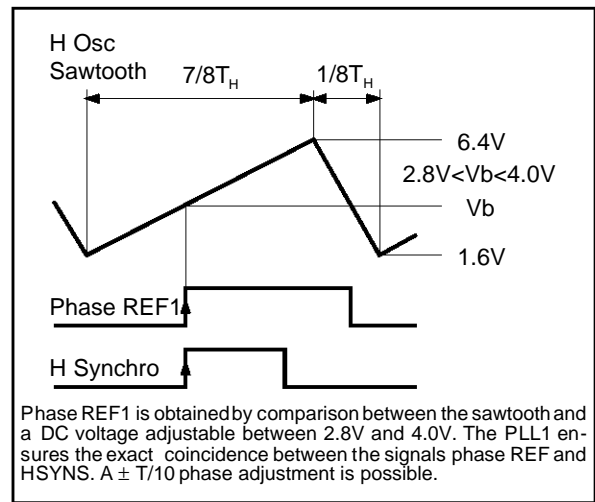 H Osc
Sawtooth
7/8TH
1/8TH
6.4V
2.8V<Vb<4.0V
Vb
1.6V
Phase REF1
H Synchro
Phase REF1 is obtained by comparison between the sawtooth and
a DC voltage adjustable between 2.8V and 4.0V. The PLL1 en-
sures the exact coincidence between the signals phase REF and
HSYNS. A ± T/10 phase adjustment is possible.